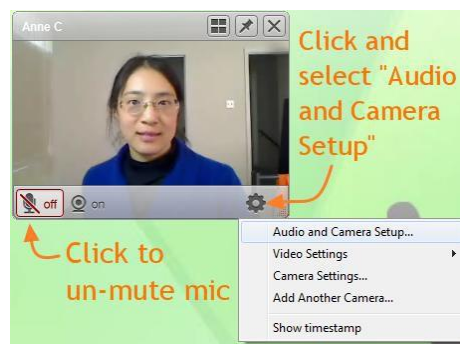 Anne C
Click and
select "Audio
and Camera
Setup"
off
on
Audio and Camera Setup...
Video Settings
Camera Settings...
Add Another Camera...
Show timestamp
Click to
un-mute mic